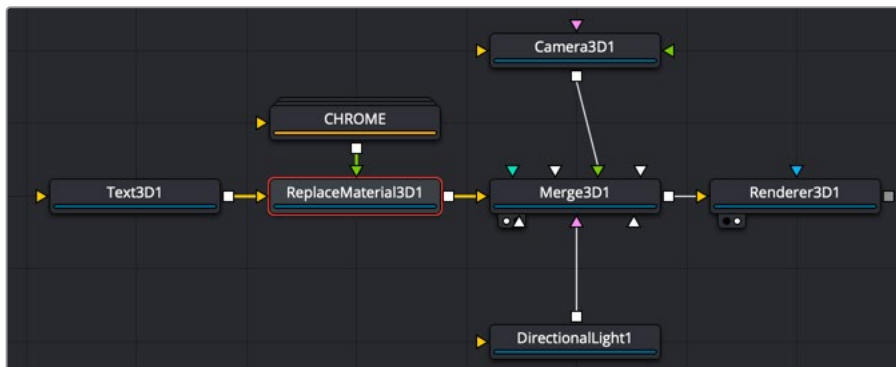 Camera3D1
CHROME
Text3D1
ReplaceMaterial3D1
Merge3D1
Renderer3D1
DirectionalLight1